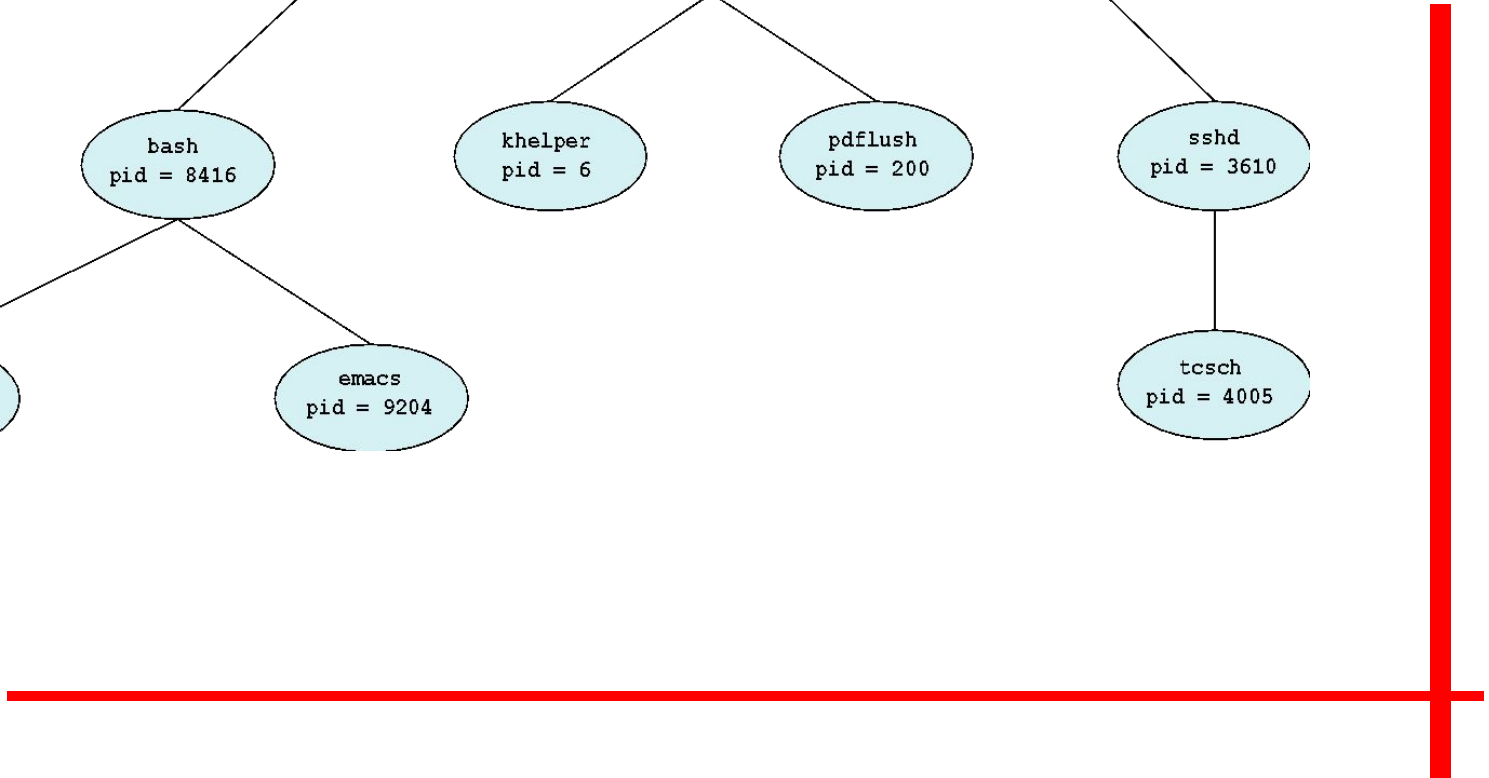 bash
pid = 8416
khelper
pid = 6
pdflush
pid = 200
sshd
pid = 3610
emacs
pid = 9204
tcsch
pid = 4005